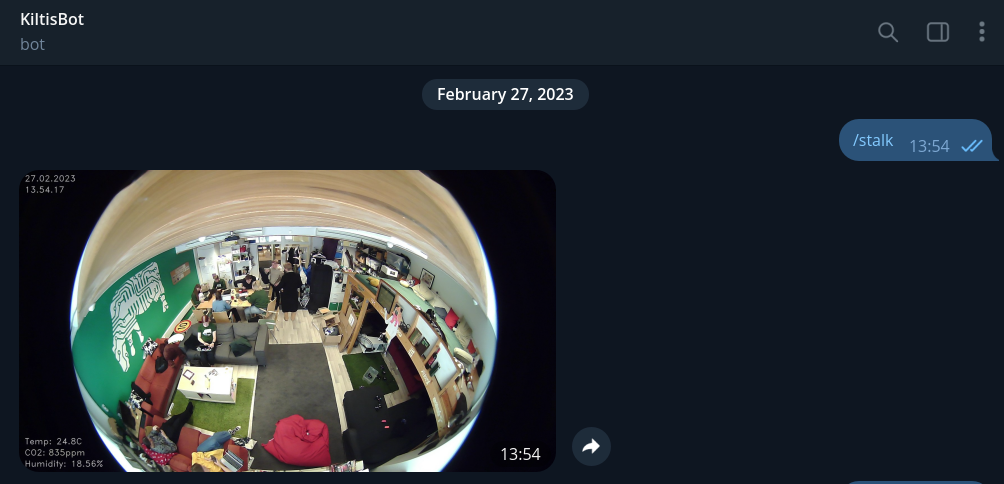 KiltisBot
bot
February 27, 2023
/stalk 13:54
27.02.2023
13.54.17
Temp: 24.8C
CO2: 835ppm
Humidity: 18.56%
13:54